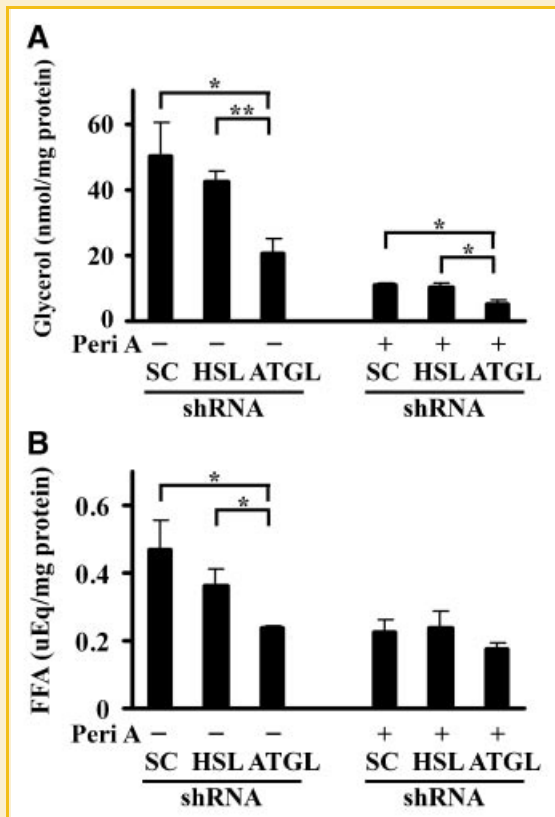 A
Glycerol (nmol/mg protein)
60
40
20
0
*
**
*
*
Peri A − − − + + +
SC HSL ATGL SC HSL ATGL
shRNA shRNA
B
FFA (uEq/mg protein)
0.6
0.4
0.2
0
*
*
Peri A − − − + + +
SC HSL ATGL SC HSL ATGL
shRNA shRNA